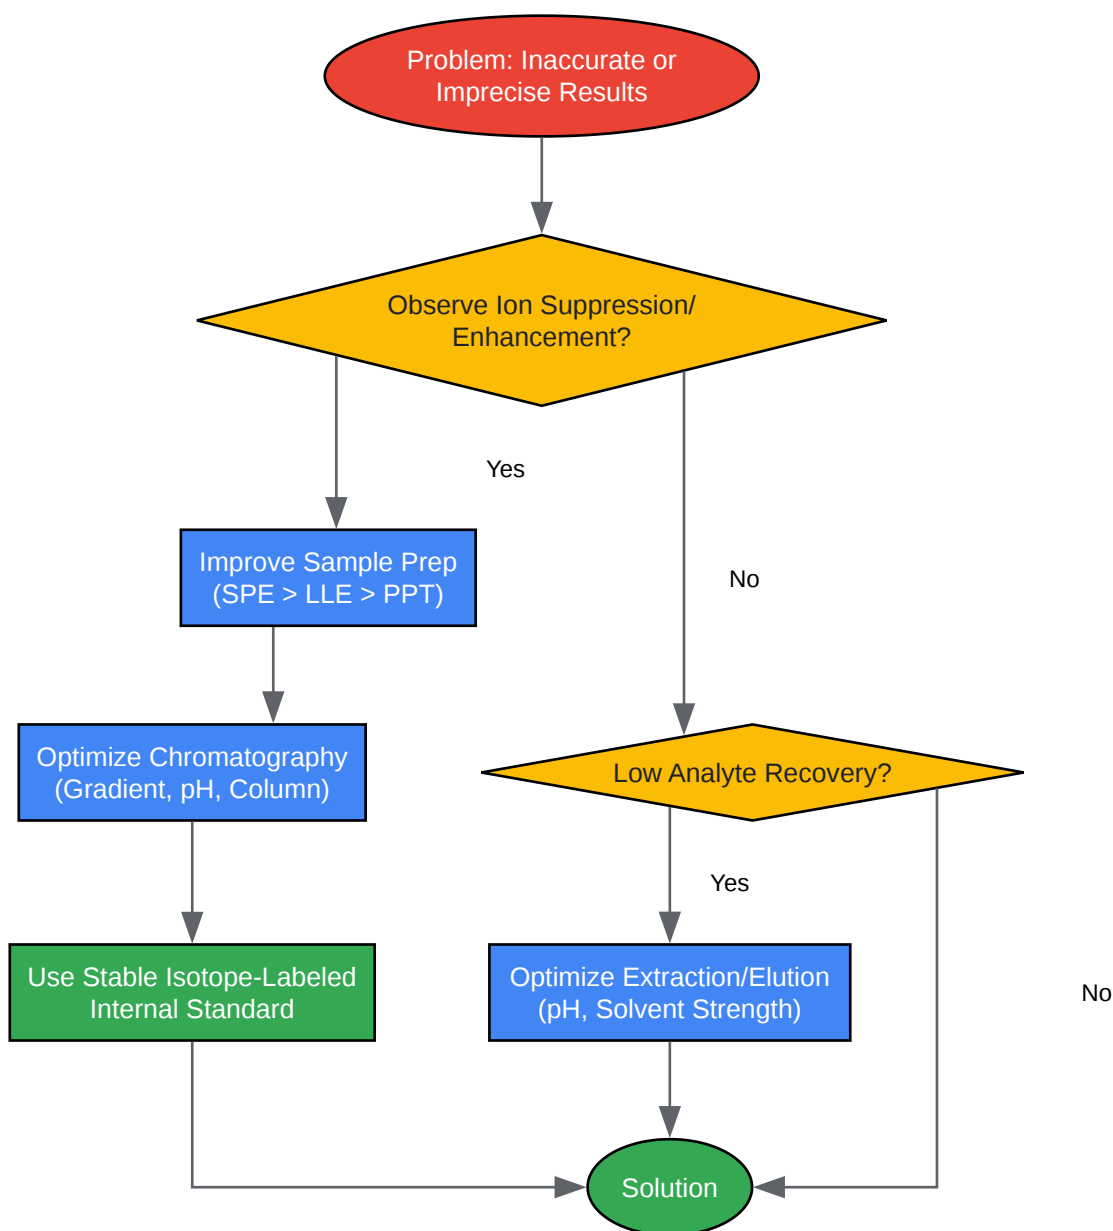 Problem: Inaccurate or
Imprecise Results
Observe Ion Suppression/
Enhancement?
Yes
Improve Sample Prep
(SPE > LLE > PPT)
No
Optimize Chromatography
(Gradient, pH, Column)
Low Analyte Recovery?
Yes
Use Stable Isotope-Labeled
Internal Standard
Optimize Extraction/Elution
(pH, Solvent Strength)
No
Solution